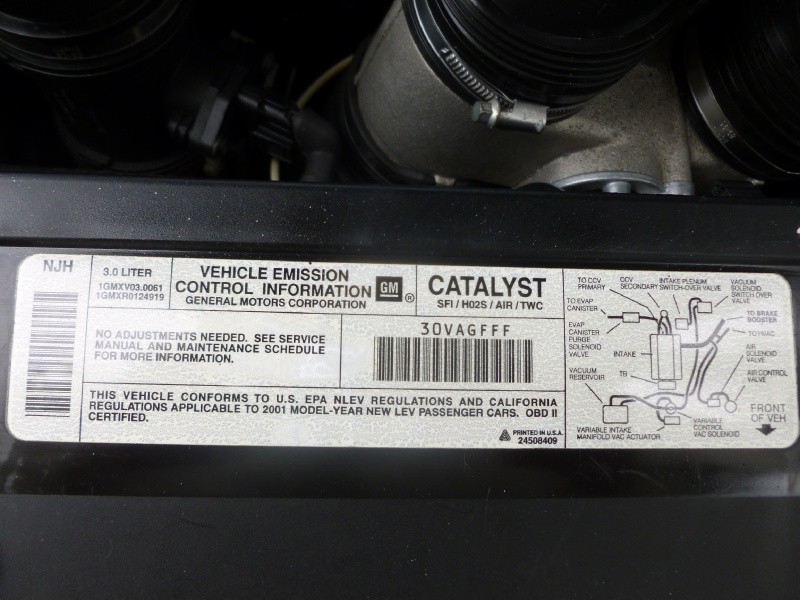 NJH
3.0 LITER
1GMXV03.0061
1GMXR0124919
VEHICLE EMISSION
CONTROL INFORMATION GM ®
GENERAL MOTORS CORPORATION
CATALYST
SFI / HO2S / AIR / TWC
NO ADJUSTMENTS NEEDED. SEE SERVICE
MANUAL AND MAINTENANCE SCHEDULE
FOR MORE INFORMATION.
30VAGFFF
THIS VEHICLE CONFORMS TO U.S. EPA NLEV REGULATIONS AND CALIFORNIA
REGULATIONS APPLICABLE TO 2001 MODEL-YEAR NEW LEV PASSENGER CARS. OBD II
CERTIFIED.
PRINTED IN U.S.A.
24508409
TO CCV
PRIMARY
CCV
SECONDARY
INTAKE PLENUM
SWITCH OVER VALVE
VACUUM
SOLENOID
SWITCH OVER
VALVE
TO EVAP
CANISTER
EVAP
CANISTER
PURGE
SOLENOID
VALVE
TO BRAKE
BOOSTER
TO HVAC
INTAKE
AIR
SOLENOID
VALVE
VACUUM
RESERVOIR
TB
AIR CONTROL
VALVE
VARIABLE INTAKE
MANIFOLD VAC ACTUATOR
VARIABLE
CONTROL
VAC SOLENOID
FRONT
OF VEH